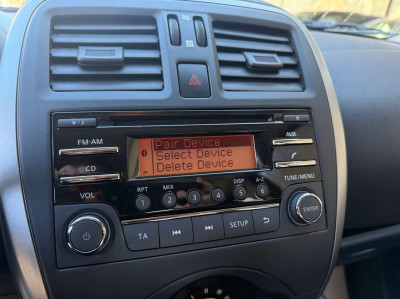 AUX
FM·AM
CD
VOL
Pair Device
Select Device
Delete Device
TUNE/MENU
RPT MIX DISP A-Z
1 2 3 4 5 6
TA
SETUP
ENTER